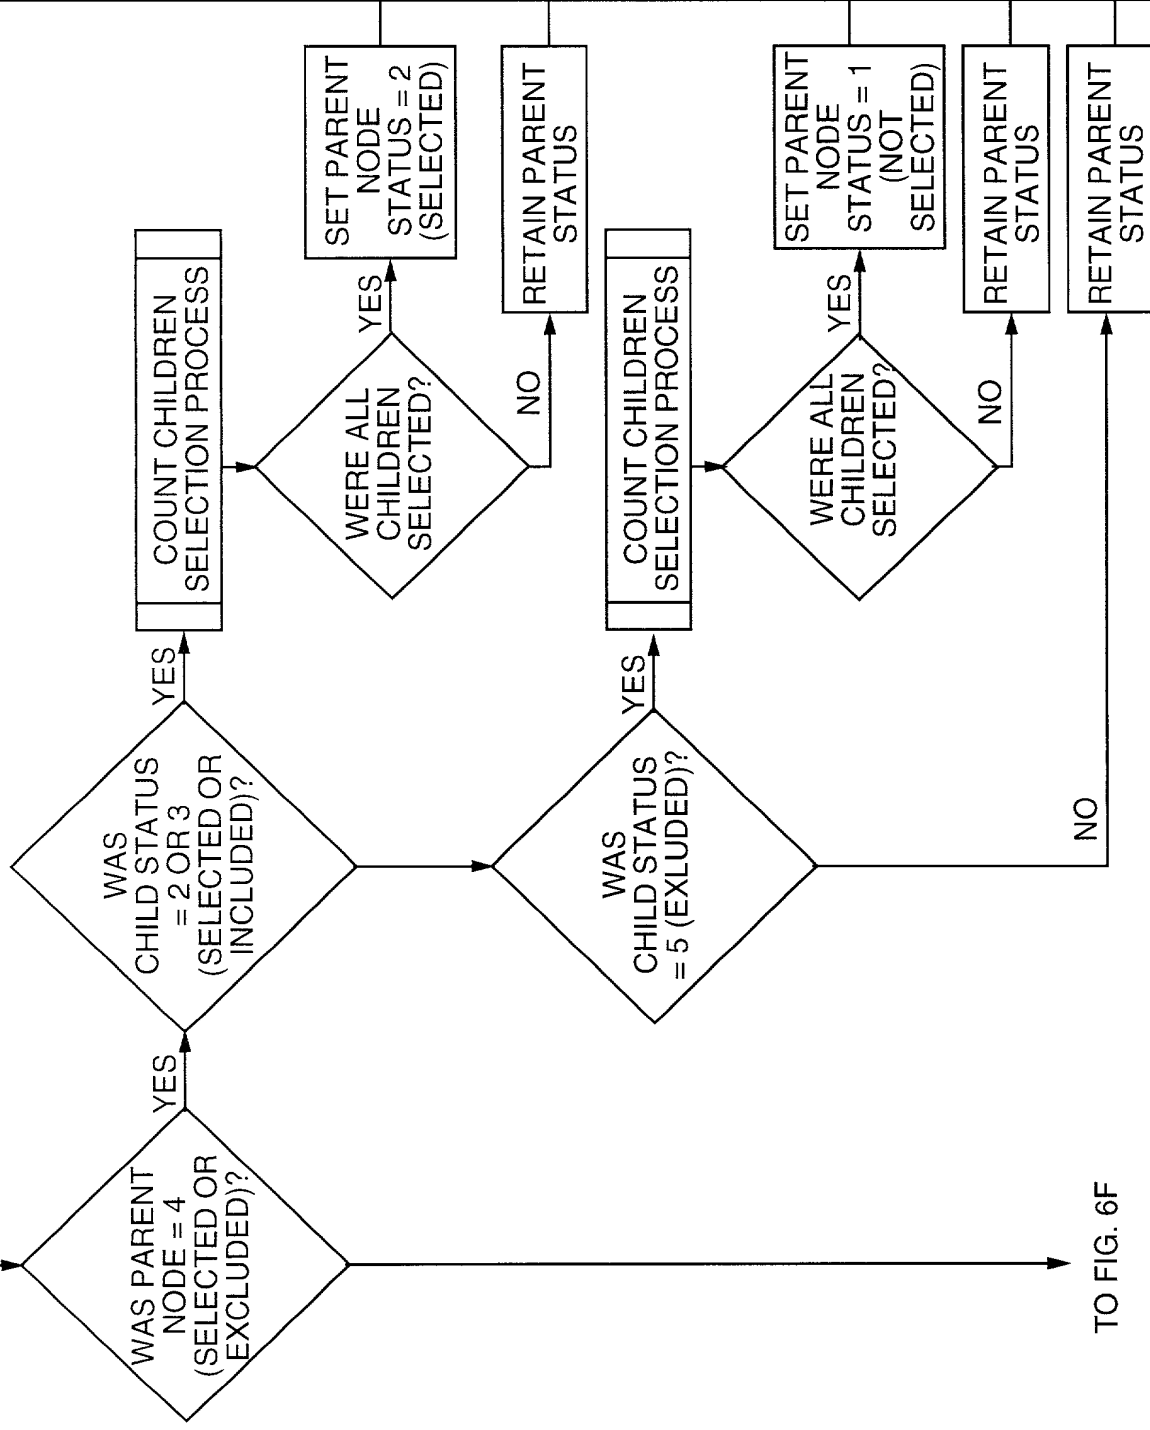 WAS PARENT
NODE = 4
(SELECTED OR
EXCLUDED)?
YES
TO FIG. 6F
WAS
CHILD STATUS
= 2 OR 3
(SELECTED OR
INCLUDED)?
YES
COUNT CHILDREN
SELECTION PROCESS
WERE ALL
CHILDREN
SELECTED?
YES
SET PARENT
NODE
STATUS = 2
(SELECTED)
NO
RETAIN PARENT
STATUS
WAS
CHILD STATUS
= 5 (EXLUDED)?
YES
COUNT CHILDREN
SELECTION PROCESS
WERE ALL
CHILDREN
SELECTED?
YES
SET PARENT
NODE
STATUS = 1
(NOT
SELECTED)
NO
RETAIN PARENT
STATUS
NO
RETAIN PARENT
STATUS